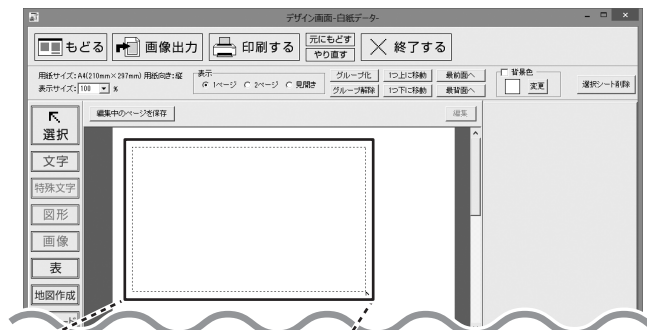 デザイン画面-白紙データ-
もどる 画像出力 印刷する 元にもどす やり直す 終了する
用紙サイズ:A4(210mm×297mm) 用紙向き:縦
表示サイズ: 100 %
表示
1ページ 2ページ 見開き
グループ化 1つ上に移動 最前面へ
グループ解除 1つ下に移動 最背面へ
背景色
変更
選択シート削除
編集中のページを保存 編集
選択
文字
特殊文字
図形
画像
表
地図作成